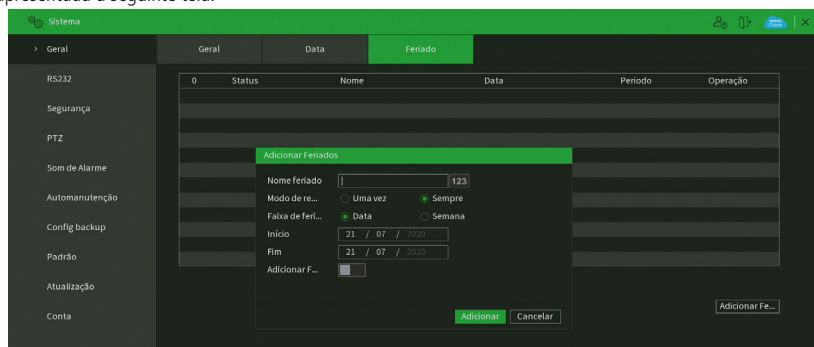 apresentada a seguinte tela:
Sistema
Cloud
Geral
Geral Data Feriado
RS232
0 Status Nome Data Período Operação
Segurança
PTZ
Som de Alarme
Automanutenção
Config backup
Padrão
Atualização
Conta
Adicionar Feriados
Nome feriado 123
Modo de re... Uma vez Sempre
Faixa de feri... Data Semana
Início 21 / 07 / 2020
Fim 21 / 07 / 2020
Adicionar F...
Adicionar Cancelar
Adicionar Fe...